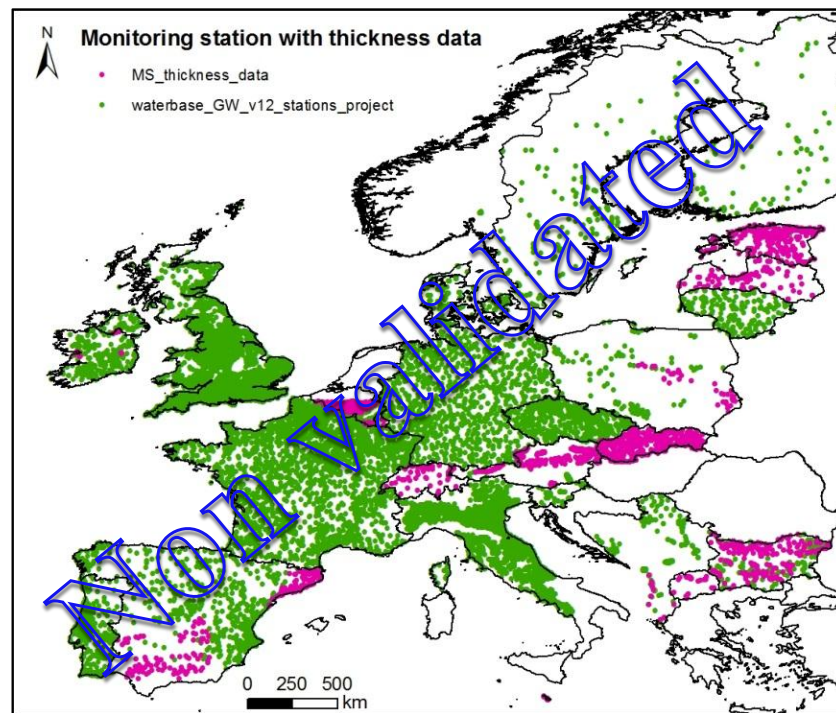 N
Monitoring station with thickness data
MS_thickness_data
waterbase_GW_v12_stations_project
Non validated
0 250 500
km